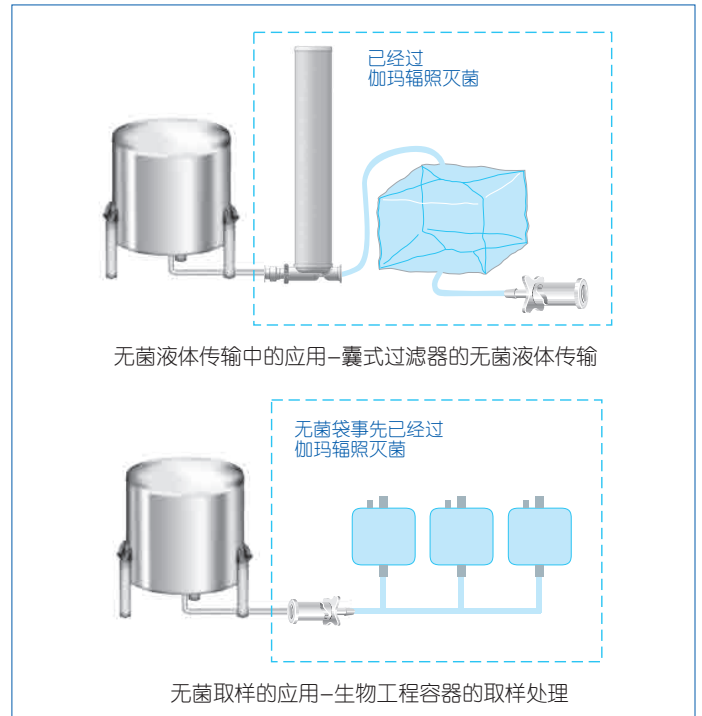 已经过
伽玛辐照灭菌
无菌液体传输中的应用–囊式过滤器的无菌液体传输
无菌袋事先已经过
伽玛辐照灭菌
无菌取样的应用–生物工程容器的取样处理